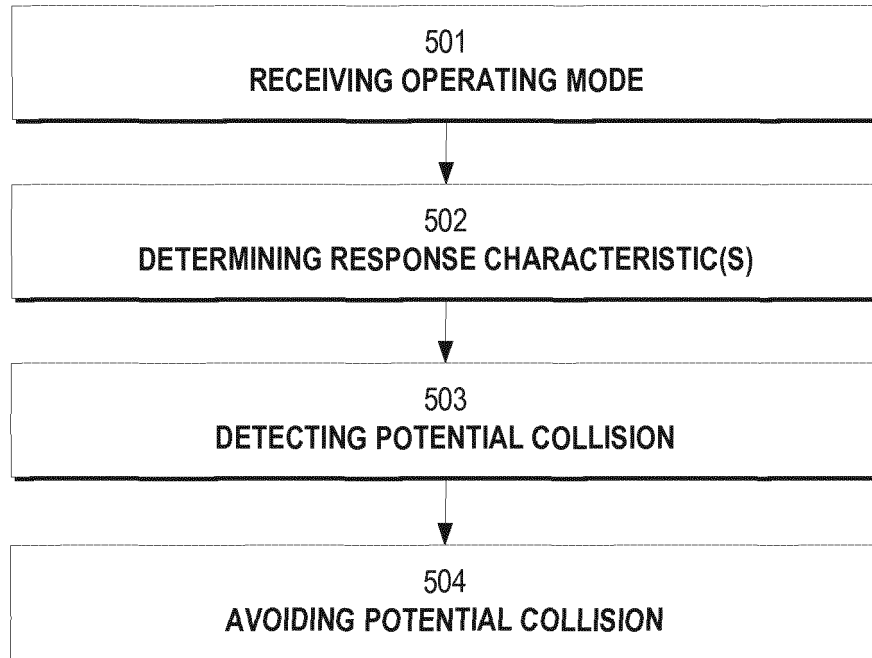 501
RECEIVING OPERATING MODE
502
DETERMINING RESPONSE CHARACTERISTIC(S)
503
DETECTING POTENTIAL COLLISION
504
AVOIDING POTENTIAL COLLISION